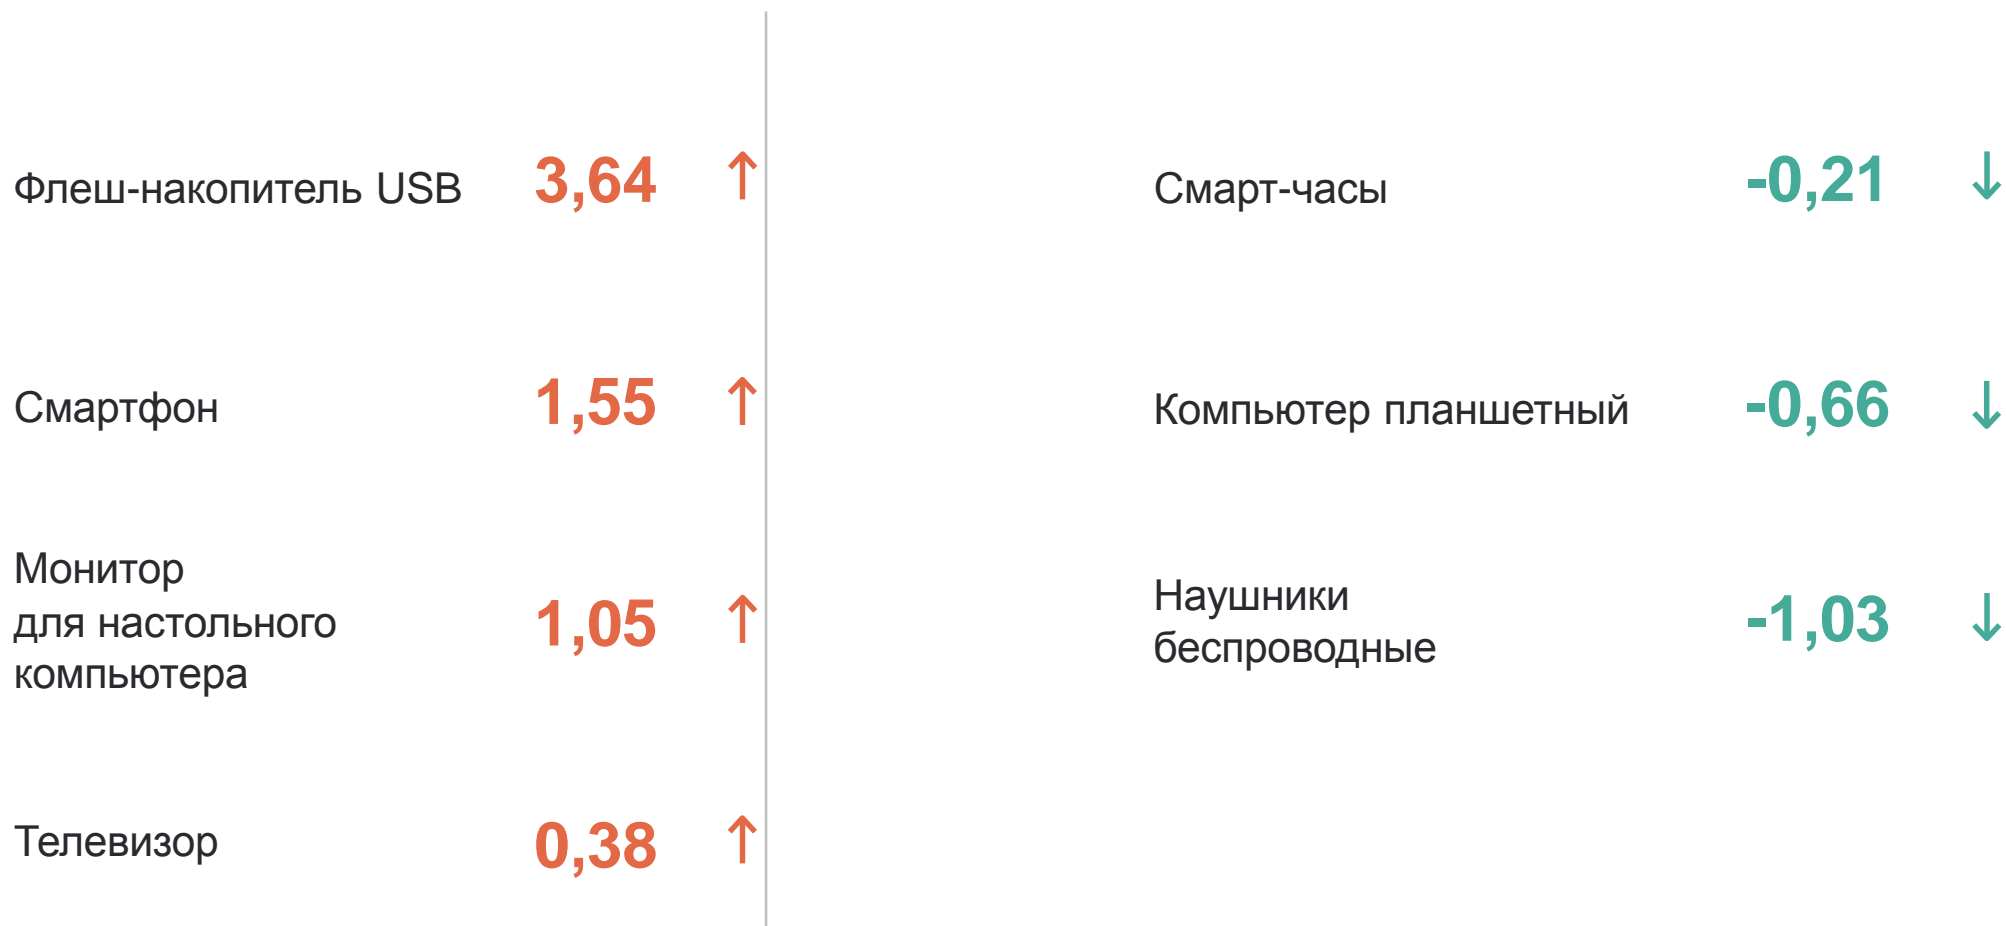 Флеш-накопитель USB 3,64 ↑
Смартфон 1,55 ↑
Монитор
для настольного
компьютера
1,05 ↑
Телевизор 0,38 ↑
Смарт-часы -0,21 ↓
Компьютер планшетный -0,66 ↓
Наушники
беспроводные
-1,03 ↓